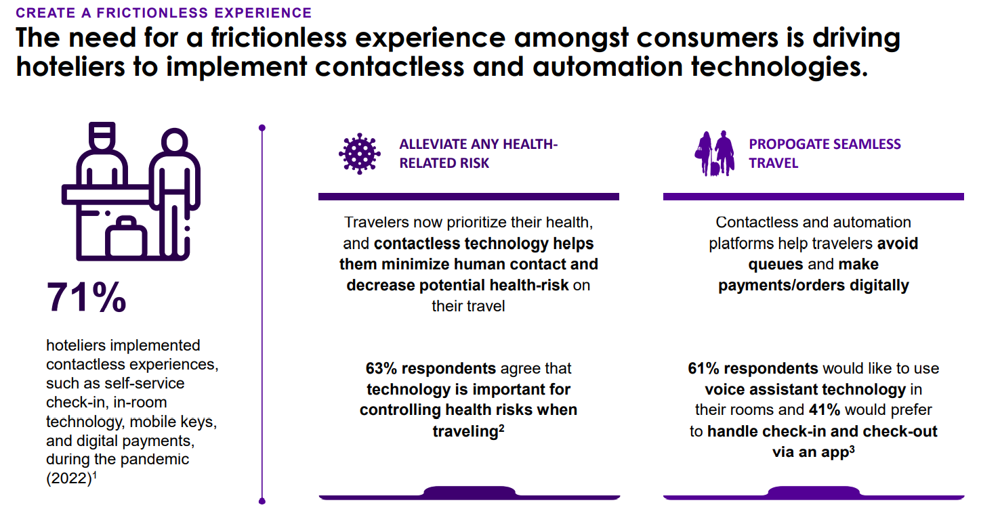 CREATE A FRICTIONLESS EXPERIENCE
The need for a frictionless experience amongst consumers is driving
hoteliers to implement contactless and automation technologies.
71%
hoteliers implemented
contactless experiences,
such as self-service
check-in, in-room
technology, mobile keys,
and digital payments,
during the pandemic
(2022)¹
ALLEVIATE ANY HEALTH-
RELATED RISK
Travelers now prioritize their health,
and contactless technology helps
them minimize human contact and
decrease potential health-risk on
their travel
63% respondents agree that
technology is important for
controlling health risks when
traveling²
PROPOGATE SEAMLESS
TRAVEL
Contactless and automation
platforms help travelers avoid
queues and make
payments/orders digitally
61% respondents would like to use
voice assistant technology in
their rooms and 41% would prefer
to handle check-in and check-out
via an app³